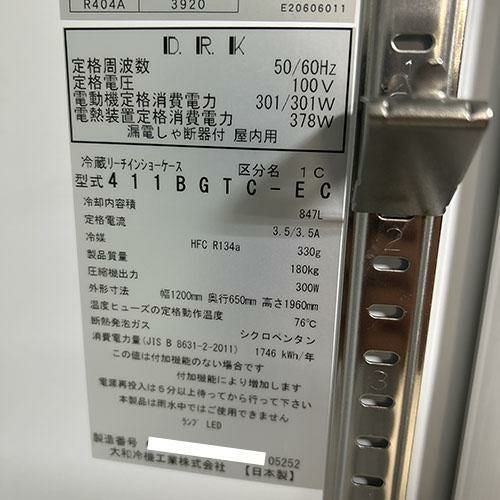 R404A 3920 E20606011
D.R.K
定格周波数 50/60Hz
定格電圧 100V
電動機定格消費電力 301/301W
電熱装置定格消費電力 378W
漏電しゃ断器付 屋内用
冷蔵リーチインショーケース 区分名 1C
型式 411BGTC-EC
冷却内容積 847L
定格電流 3.5/3.5A
冷媒 HFC R134a 330g
製品質量 180kg
圧縮機出力 300W
外形寸法 幅1200mm 奥行650mm 高さ1960mm
温度ヒューズの定格動作温度 76℃
断熱発泡ガス シクロペンタン
消費電力量(JIS B 8631-2-2011) 1746 kWh/年
この値は付加機能のない場合です
付加機能により増加します
電源再投入は5分以上待ってから行って下さい
本製品は雨水中ではご使用できません
ランプ LED
製造番号 05252
大和冷機工業株式会社 【日本製】
1
2
3